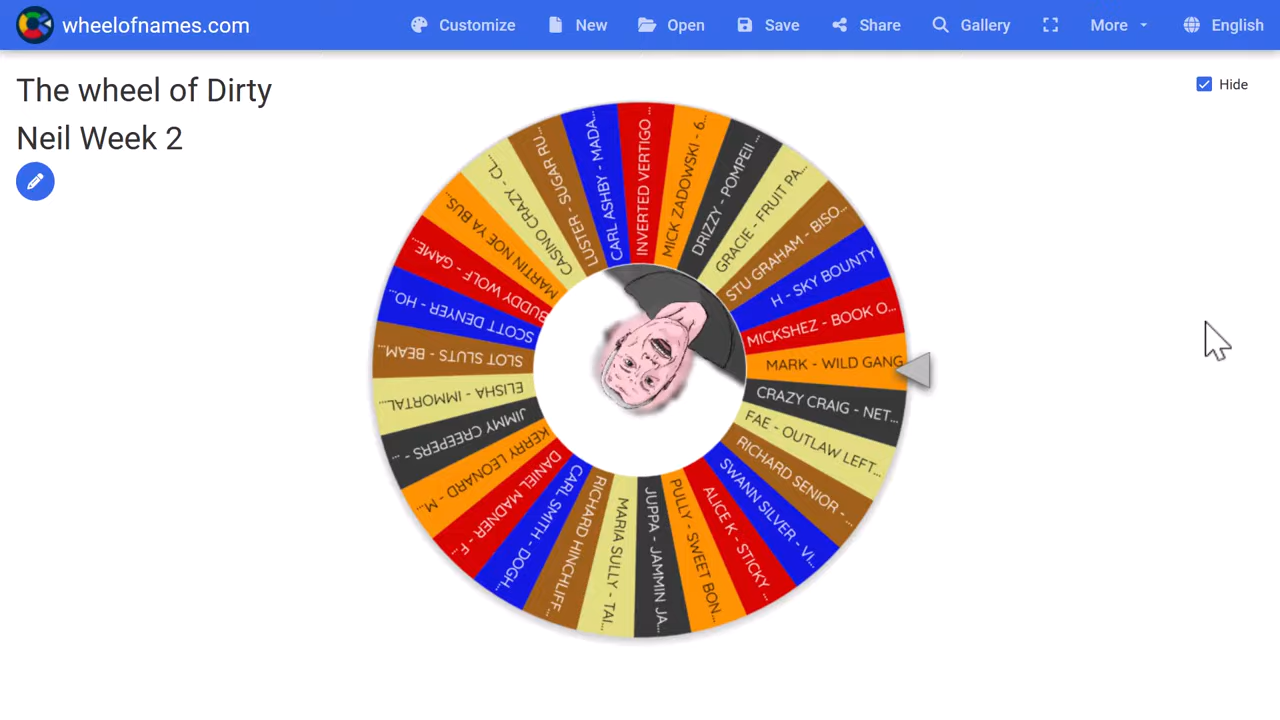 wheelofnames.com
Customize
New
Open
Save
Share
Gallery
More
English
The wheel of Dirty
Neil Week 2
Hide
INVERTED VERTIGO ...
MICK ZADOWSKI - 6...
DRIZZY - POMPEII ...
GRACIE - FRUIT PA...
STU GRAHAM - BISO...
H - SKY BOUNTY
MICKSHEZ - BOOK O...
MARK - WILD GANG
CRAZY CRAIG - NET...
FAE - OUTLAW LEFT...
RICHARD SENIOR - ...
SWANN SILVER - VI...
ALICE K - STICKY ...
PULLY - SWEET BON...
JUPPA - JAMMIN JA...
MARIA SULLY - TAI...
RICHARD HINCHLIFF...
CARL SMITH - DOGH...
DANIEL MADNER - F...
KERRY LEONARD - M...
JIMMY CREEPERS - ...
ELISHA - IMMORTAL...
SLOT SLUTS - BEAM...
SCOTT DENYER - HO...
BUDDY WOLF - GAME...
MARTIN NOE YA BUS...
CASINO CRAZY - CL...
LUSTER - SUGAR RU...
CARL ASHBY - MADA...